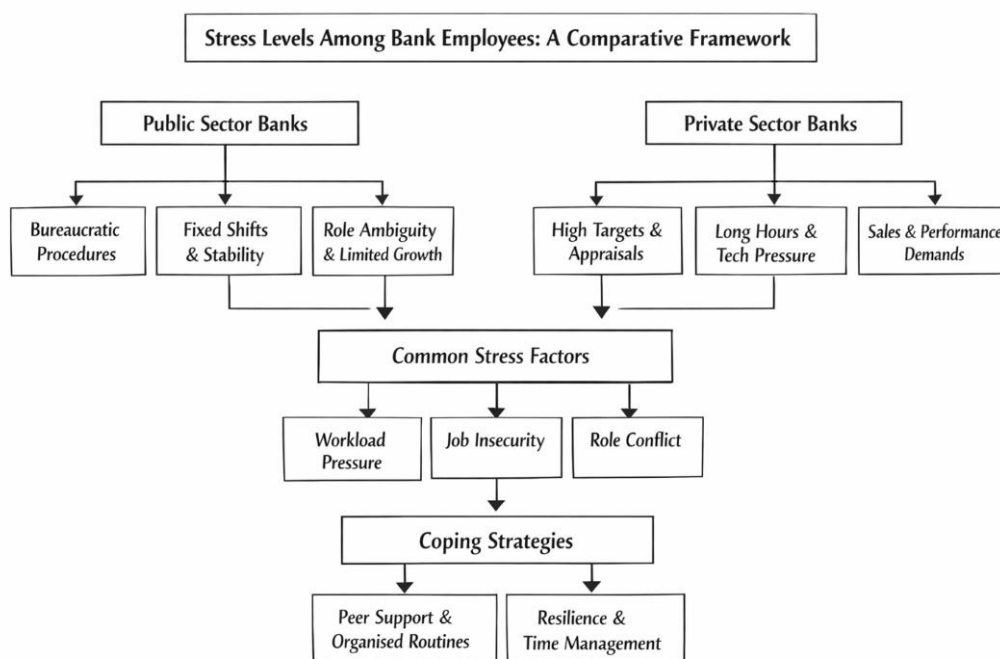 Stress Levels Among Bank Employees: A Comparative Framework
Public Sector Banks
Private Sector Banks
Bureaucratic
Procedures
Fixed Shifts
& Stability
Role Ambiguity
& Limited Growth
High Targets &
Appraisals
Long Hours &
Tech Pressure
Sales & Performance
Demands
Common Stress Factors
Workload
Pressure
Job Insecurity
Role Conflict
Coping Strategies
Peer Support &
Organised Routines
Resilience &
Time Management